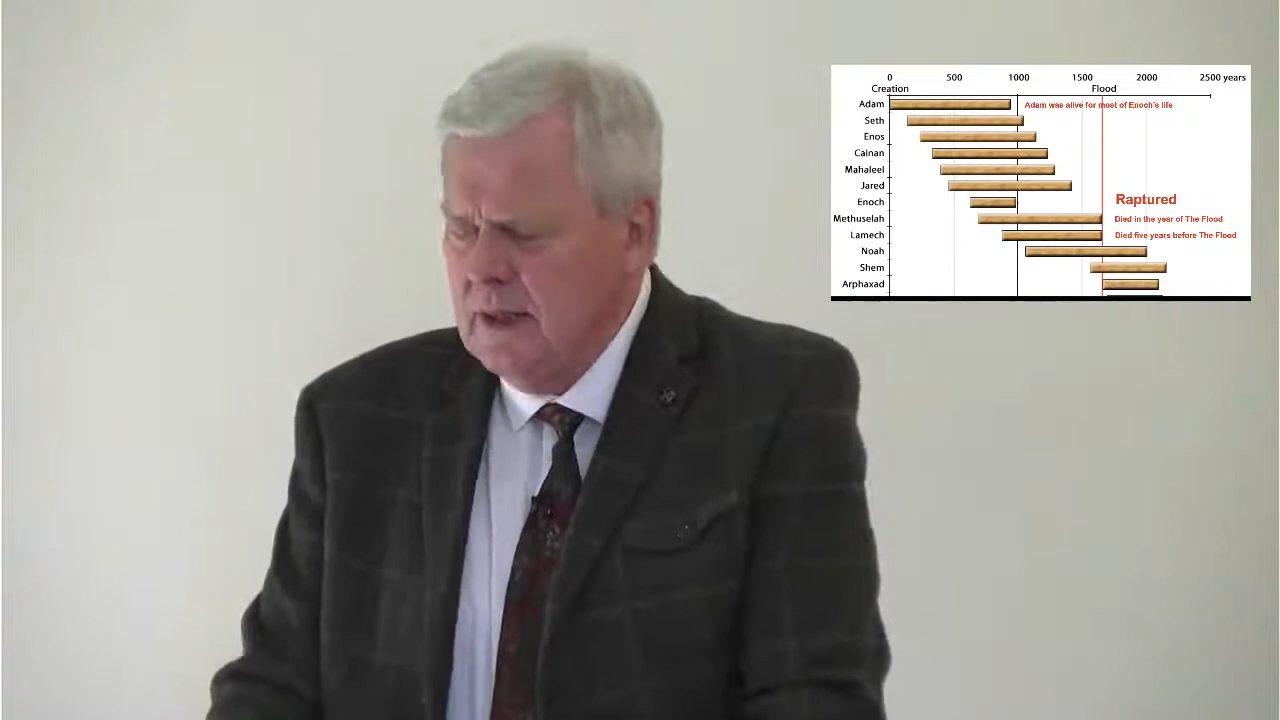 0 500 1000 1500 2000 2500 years
Creation Flood
Adam Adam was alive for most of Enoch's life
Seth
Enos
Cainan
Mahaleel
Jared
Enoch Raptured
Methuselah Died in the year of The Flood
Lamech Died five years before The Flood
Noah
Shem
Arphaxad